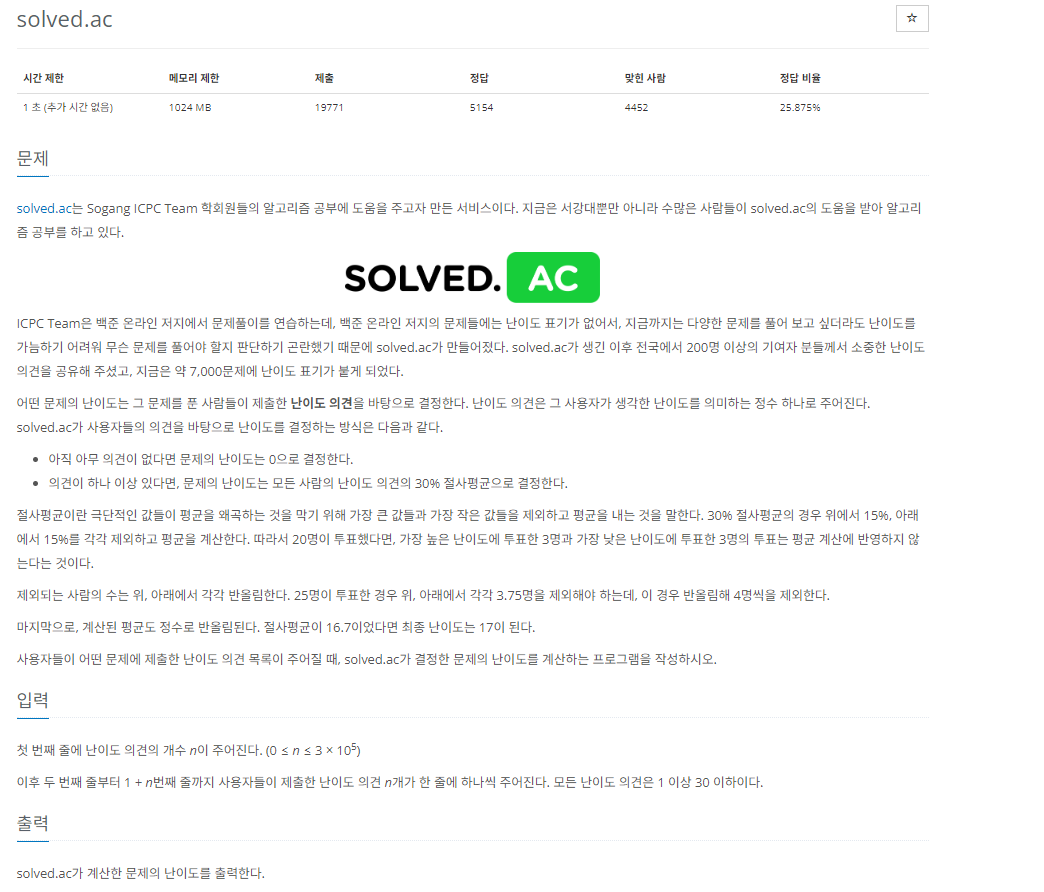 solved.ac
☆
시간 제한 메모리 제한 제출 정답 맞힌 사람 정답 비율
1 초 (추가 시간 없음) 1024 MB 19771 5154 4452 25.875%
문제
solved.ac는 Sogang ICPC Team 학회원들의 알고리즘 공부에 도움을 주고자 만든 서비스이다. 지금은 서강대뿐만 아니라 수많은 사람들이 solved.ac의 도움을 받아 알고리
즘 공부를 하고 있다.
SOLVED. AC
ICPC Team은 백준 온라인 저지에서 문제풀이를 연습하는데, 백준 온라인 저지의 문제들에는 난이도 표기가 없어서, 지금까지는 다양한 문제를 풀어 보고 싶더라도 난이도를
가늠하기 어려워 무슨 문제를 풀어야 할지 판단하기 곤란했기 때문에 solved.ac가 만들어졌다. solved.ac가 생긴 이후 전국에서 200명 이상의 기여자 분들께서 소중한 난이도
의견을 공유해 주셨고, 지금은 약 7,000문제에 난이도 표기가 붙게 되었다.
어떤 문제의 난이도는 그 문제를 푼 사람들이 제출한 난이도 의견을 바탕으로 결정한다. 난이도 의견은 그 사용자가 생각한 난이도를 의미하는 정수 하나로 주어진다.
solved.ac가 사용자들의 의견을 바탕으로 난이도를 결정하는 방식은 다음과 같다.
• 아직 아무 의견이 없다면 문제의 난이도는 0으로 결정한다.
• 의견이 하나 이상 있다면, 문제의 난이도는 모든 사람의 난이도 의견의 30% 절사평균으로 결정한다.
절사평균이란 극단적인 값들이 평균을 왜곡하는 것을 막기 위해 가장 큰 값들과 가장 작은 값들을 제외하고 평균을 내는 것을 말한다. 30% 절사평균의 경우 위에서 15%, 아래
에서 15%를 각각 제외하고 평균을 계산한다. 따라서 20명이 투표했다면, 가장 높은 난이도에 투표한 3명과 가장 낮은 난이도에 투표한 3명의 투표는 평균 계산에 반영하지 않
는다는 것이다.
제외되는 사람의 수는 위, 아래에서 각각 반올림한다. 25명이 투표한 경우 위, 아래에서 각각 3.75명을 제외해야 하는데, 이 경우 반올림해 4명씩을 제외한다.
마지막으로, 계산된 평균도 정수로 반올림된다. 절사평균이 16.7이었다면 최종 난이도는 17이 된다.
사용자들이 어떤 문제에 제출한 난이도 의견 목록이 주어질 때, solved.ac가 결정한 문제의 난이도를 계산하는 프로그램을 작성하시오.
입력
첫 번째 줄에 난이도 의견의 개수 n이 주어진다. (0 ≤ n ≤ 3 × 10⁵)
이후 두 번째 줄부터 1 + n번째 줄까지 사용자들이 제출한 난이도 의견 n개가 한 줄에 하나씩 주어진다. 모든 난이도 의견은 1 이상 30 이하이다.
출력
solved.ac가 계산한 문제의 난이도를 출력한다.